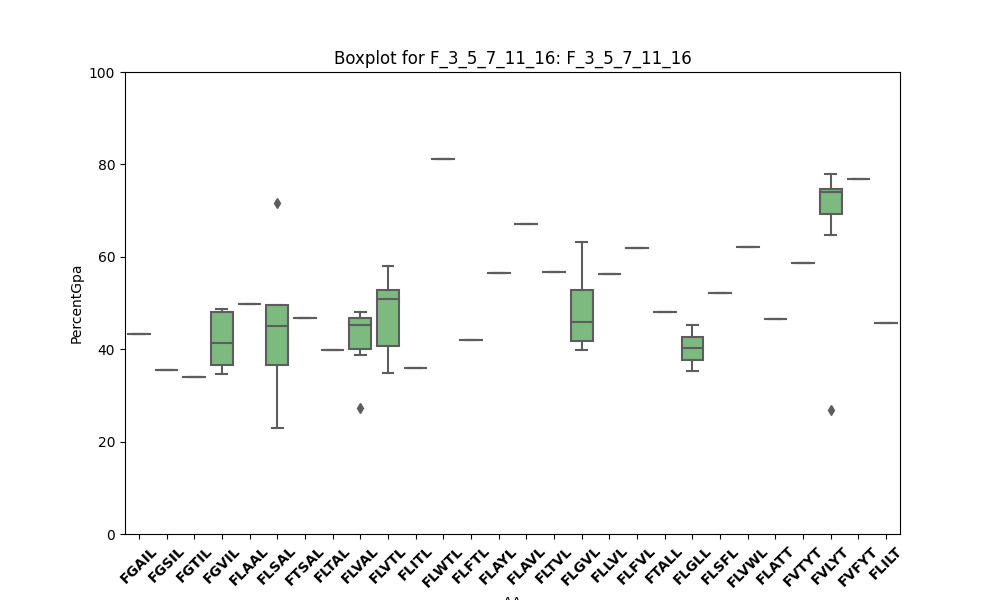 Boxplot for F_3_5_7_11_16: F_3_5_7_11_16
PercentGpa
100
80
60
40
20
0
FGAIL
FGSIL
FGTIL
FGVIL
FLAAL
FLSAL
FTSAL
FLTAL
FLVAL
FLVTL
FLITL
FLWTL
FLFTL
FLAYL
FLAVL
FLTVL
FLGVL
FLLVL
FLFVL
FTALL
FLGLL
FLSFL
FLVWL
FLATT
FVTYT
FVLYT
FVFYT
FLILT